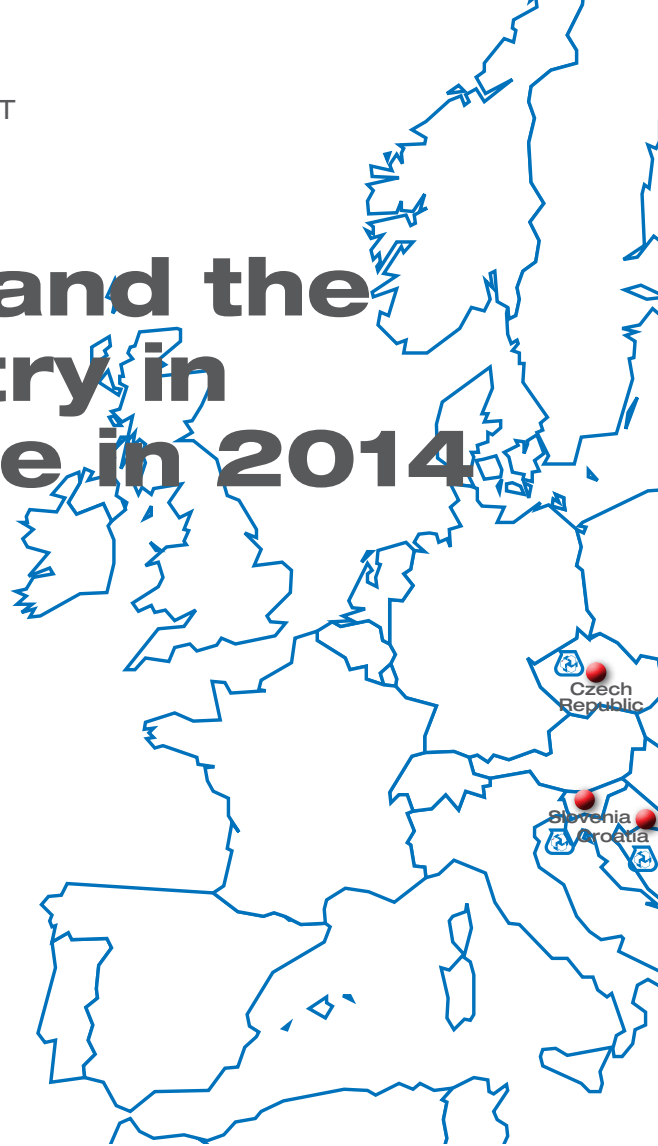 T
and the
try in
e in 2014
Czech
Republic
Slovenia
Croatia